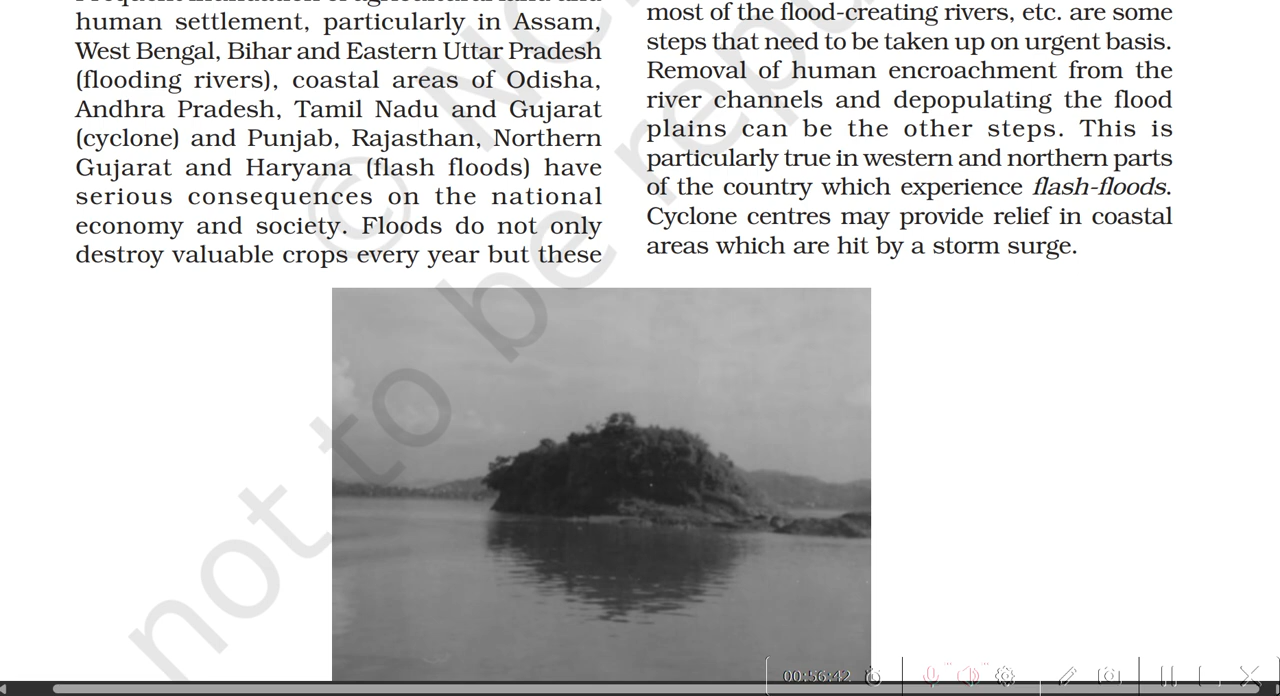 human settlement, particularly in Assam,
West Bengal, Bihar and Eastern Uttar Pradesh
(flooding rivers), coastal areas of Odisha,
Andhra Pradesh, Tamil Nadu and Gujarat
(cyclone) and Punjab, Rajasthan, Northern
Gujarat and Haryana (flash floods) have
serious consequences on the national
economy and society. Floods do not only
destroy valuable crops every year but these
most of the flood-creating rivers, etc. are some
steps that need to be taken up on urgent basis.
Removal of human encroachment from the
river channels and depopulating the flood
plains can be the other steps. This is
particularly true in western and northern parts
of the country which experience flash-floods.
Cyclone centres may provide relief in coastal
areas which are hit by a storm surge.
© NC
not to be repu
00:56:42